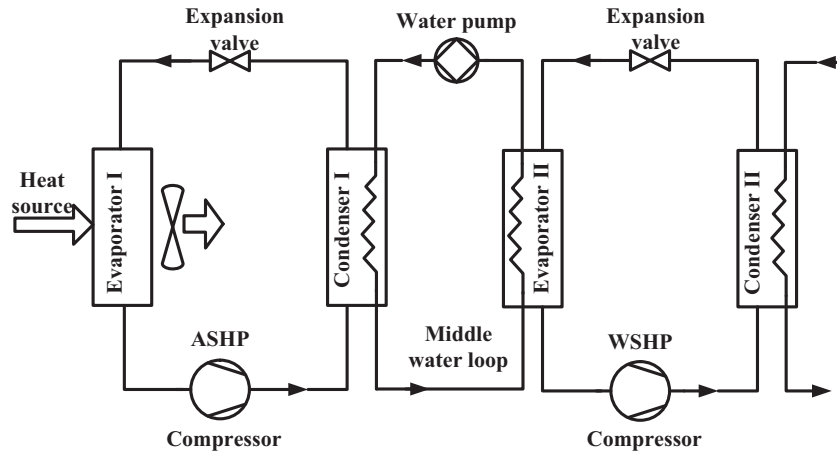 Expansion
valve
Water pump
Expansion
valve
Heat
source
Evaporator I
Condenser I
Evaporator II
Condenser II
ASHP
Middle
water loop
WSHP
Compressor
Compressor